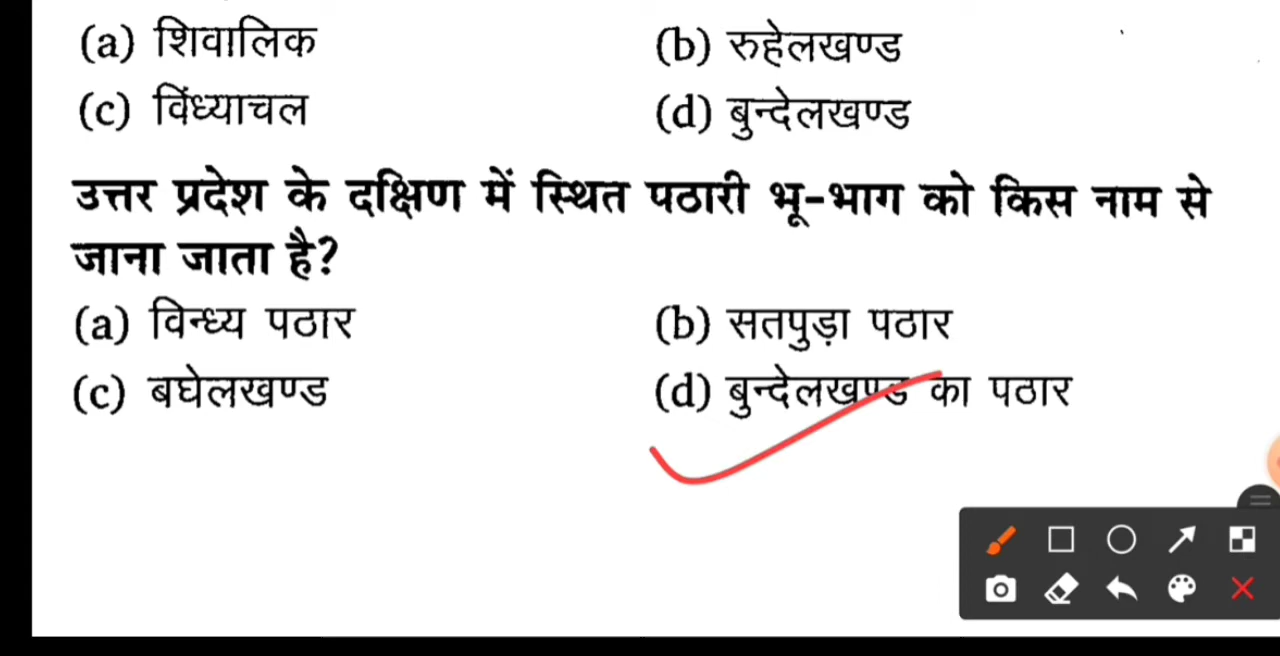 (a) शिवालिक (b) रुहेलखण्ड
(c) विंध्याचल (d) बुन्देलखण्ड
उत्तर प्रदेश के दक्षिण में स्थित पठारी भू-भाग को किस नाम से
जाना जाता है?
(a) विन्ध्य पठार (b) सतपुड़ा पठार
(c) बघेलखण्ड (d) बुन्देलखण्ड का पठार